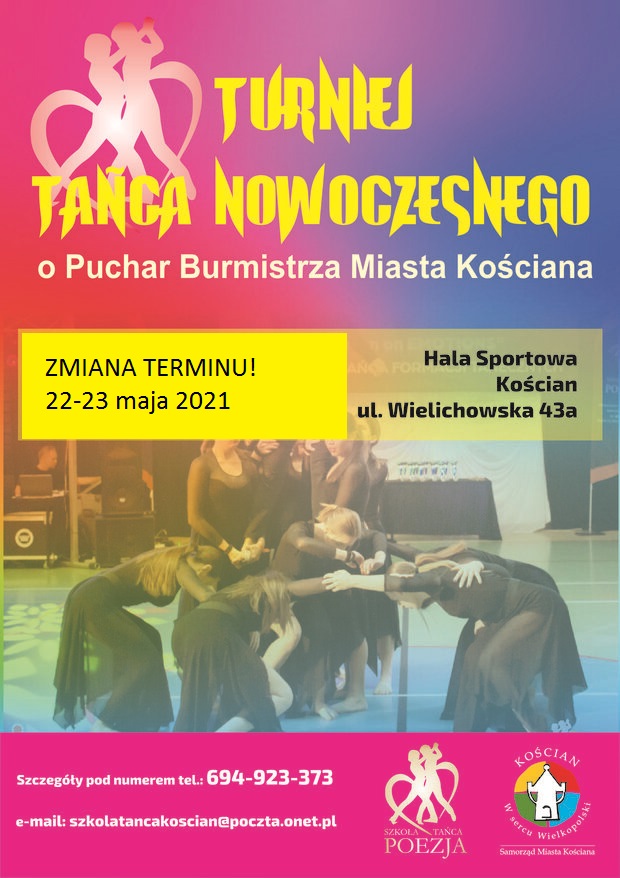 TURNIEJ
TAŃCA NOWOCZESNEGO
o Puchar Burmistrza Miasta Kościana
ZMIANA TERMINU!
22-23 maja 2021
Hala Sportowa
Kościan
ul. Wielichowska 43a
Szczegóły pod numerem tel.: 694-923-373
e-mail: szkolatancakoscian@poczta.onet.pl
SZKOŁA TAŃCA
POEZJA
KOŚCIAN
W sercu Wielkopolski
Samorząd Miasta Kościana